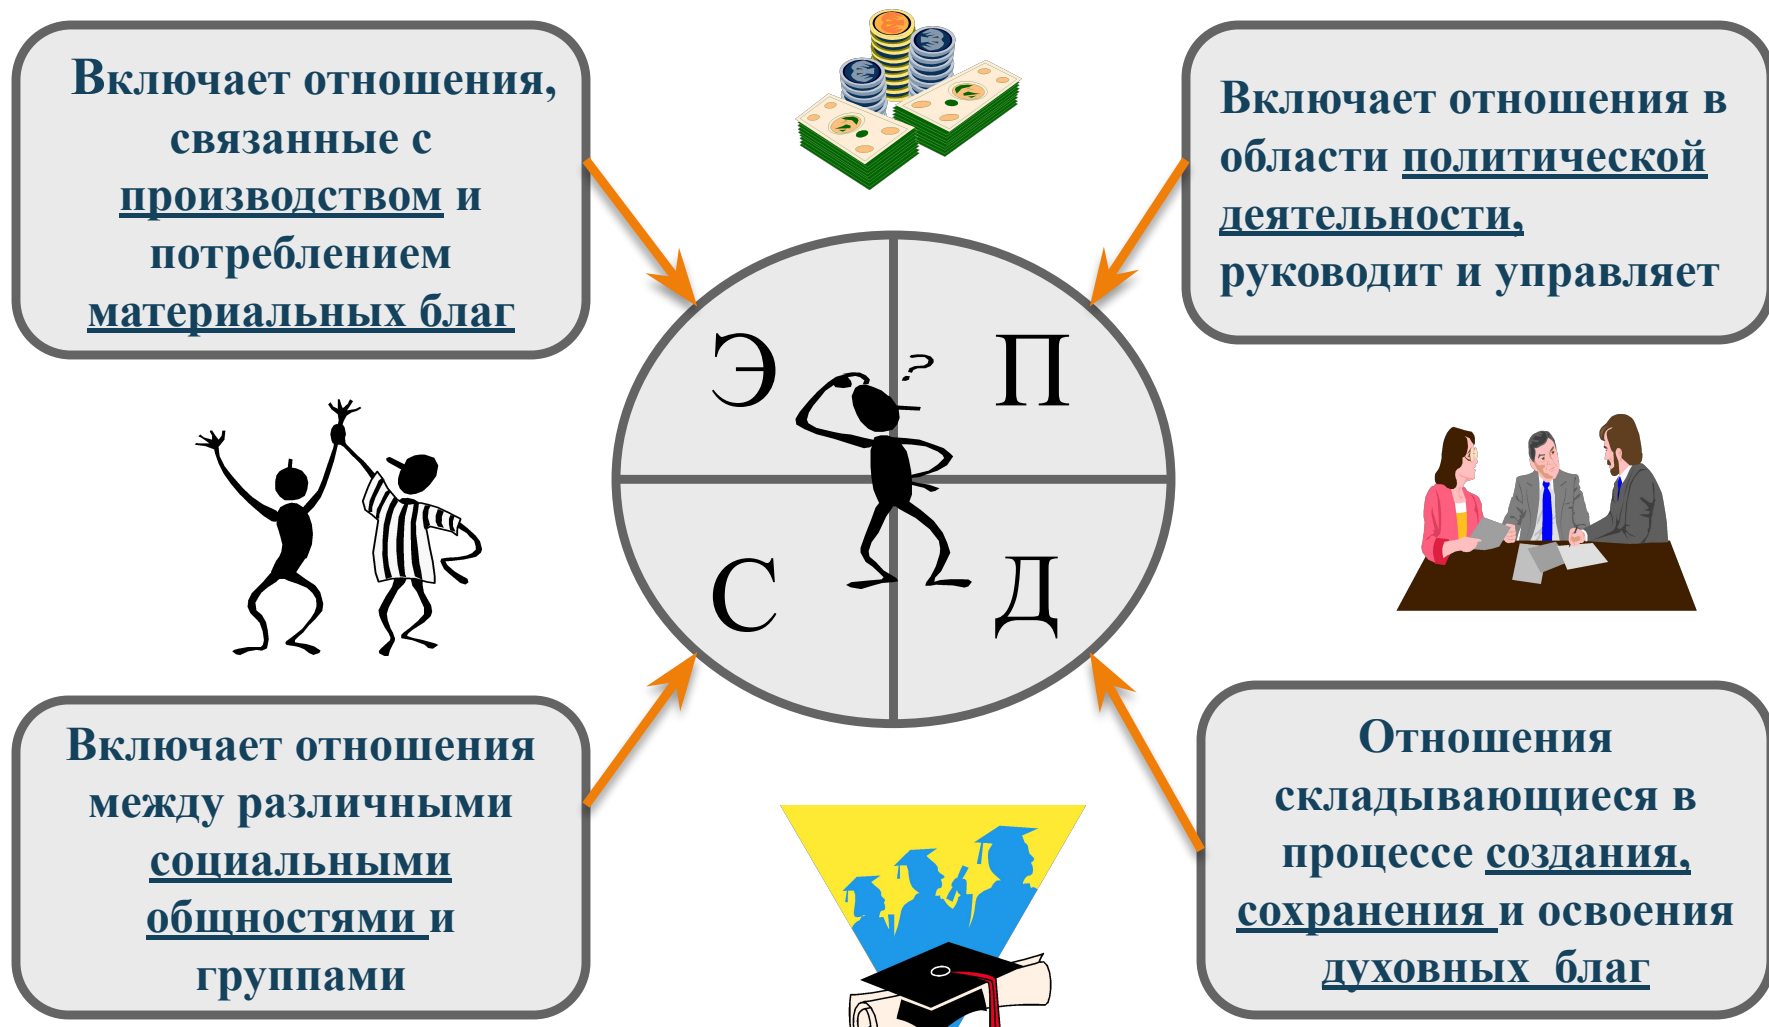 Включает отношения,
связанные с
производством и
потреблением
материальных благ
Включает отношения в
области политической
деятельности,
руководит и управляет
Э
?
П
С
Д
Включает отношения
между различными
социальными
общностями и
группами
Отношения
складывающиеся в
процессе создания,
сохранения и освоения
духовных благ